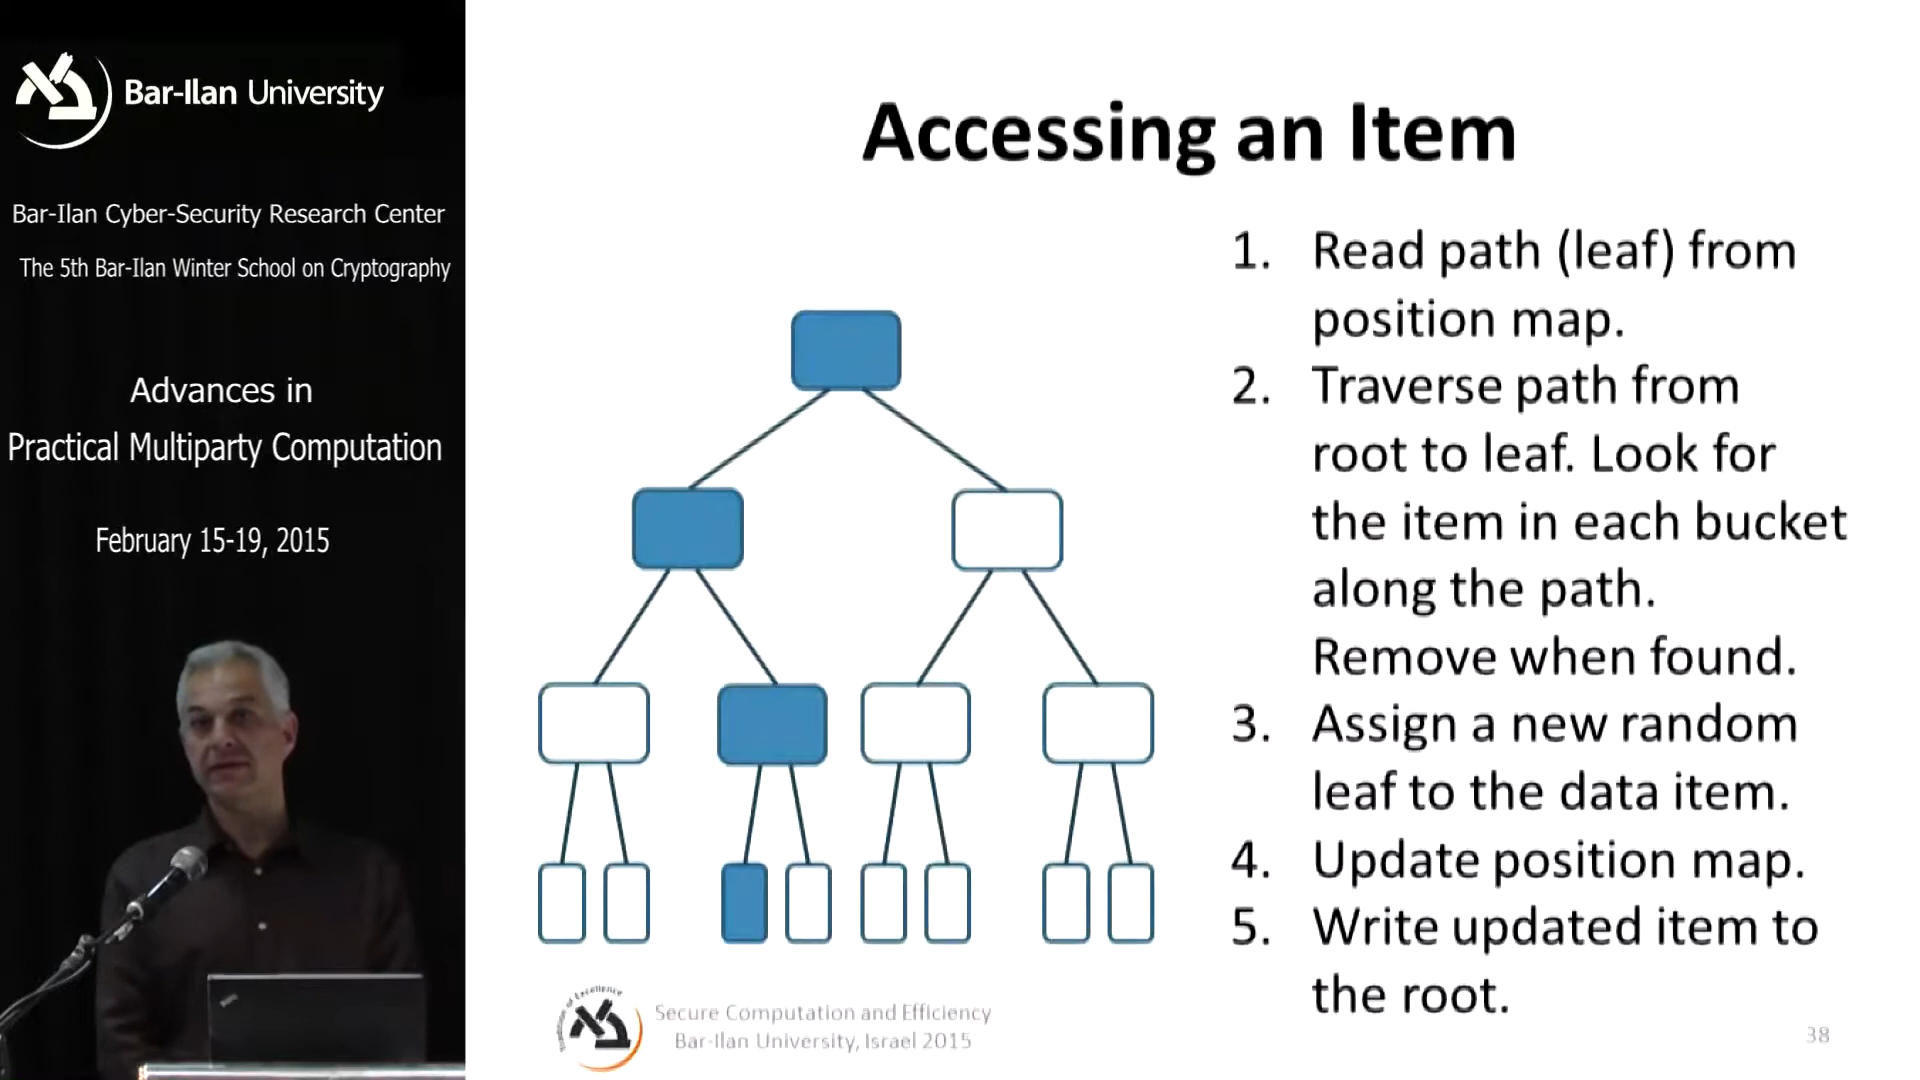 Bar-Ilan University
Bar-Ilan Cyber-Security Research Center
The 5th Bar-Ilan Winter School on Cryptography
Advances in
Practical Multiparty Computation
February 15-19, 2015
Accessing an Item
1. Read path (leaf) from
position map.
2. Traverse path from
root to leaf. Look for
the item in each bucket
along the path.
Remove when found.
3. Assign a new random
leaf to the data item.
4. Update position map.
5. Write updated item to
the root.
of Excellence
Secure Computation and Efficiency
Bar-Ilan University, Israel 2015
38